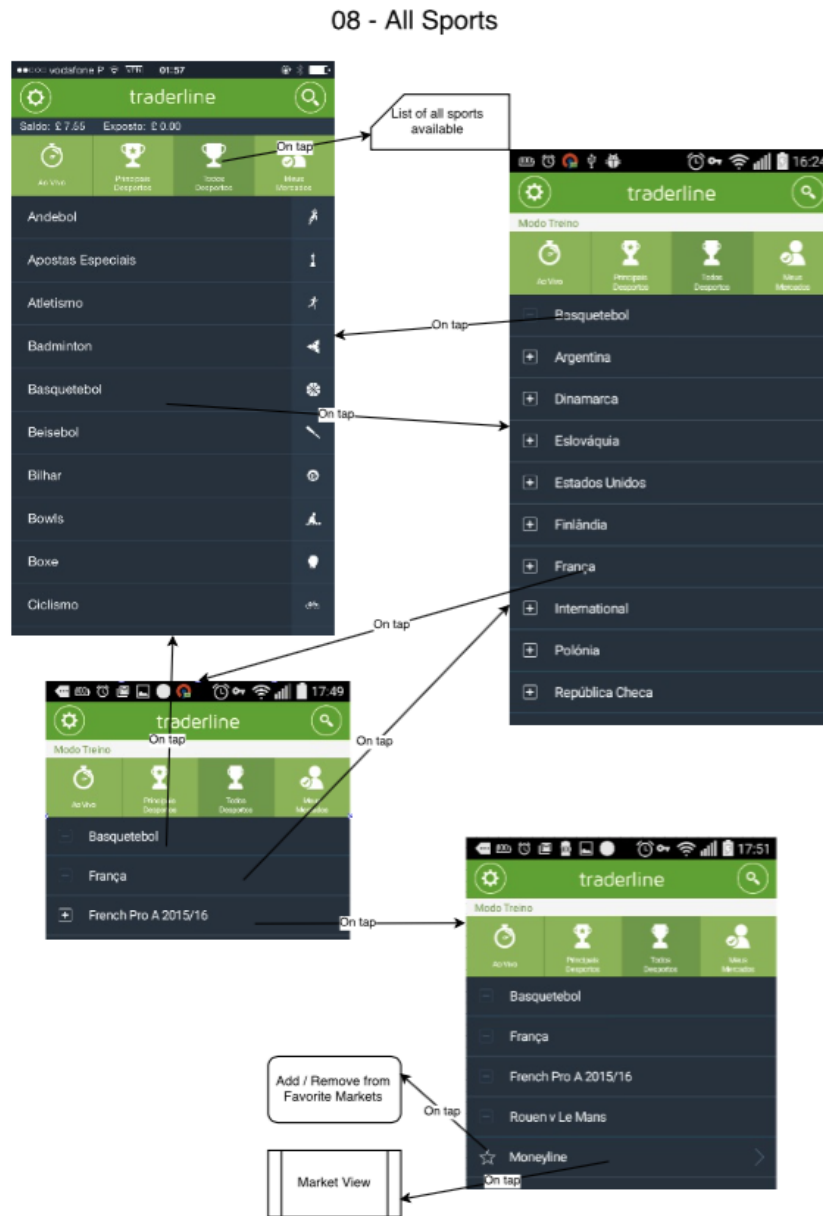 08 - All Sports
vodafone P
01:57
traderline
Saldo: £ 7.55 Exposto: £ 0.00
Ao Vivo
Principais
Desportos
Todos
Desportos
Meus
Mercados
Andebol
Apostas Especiais
Atletismo
Badminton
Basquetebol
Beisebol
Bilhar
Bowls
Boxe
Ciclismo
On tap
List of all sports
available
16:24
traderline
Modo Treino
Ao Vivo
Principais
Desportos
Todos
Desportos
Meus
Mercados
Basquetebol
Argentina
Dinamarca
Eslováquia
Estados Unidos
Finlândia
França
International
Polónia
República Checa
On tap
On tap
On tap
17:49
traderline
On tap
Modo Treino
Ao Vivo
Principais
Desportos
Todos
Desportos
Meus
Mercados
Basquetebol
França
French Pro A 2015/16
On tap
On tap
17:51
traderline
Modo Treino
Ao Vivo
Principais
Desportos
Todos
Desportos
Meus
Mercados
Basquetebol
França
French Pro A 2015/16
Rouen v Le Mans
Moneyline
On tap
Add / Remove from
Favorite Markets
On tap
Market View